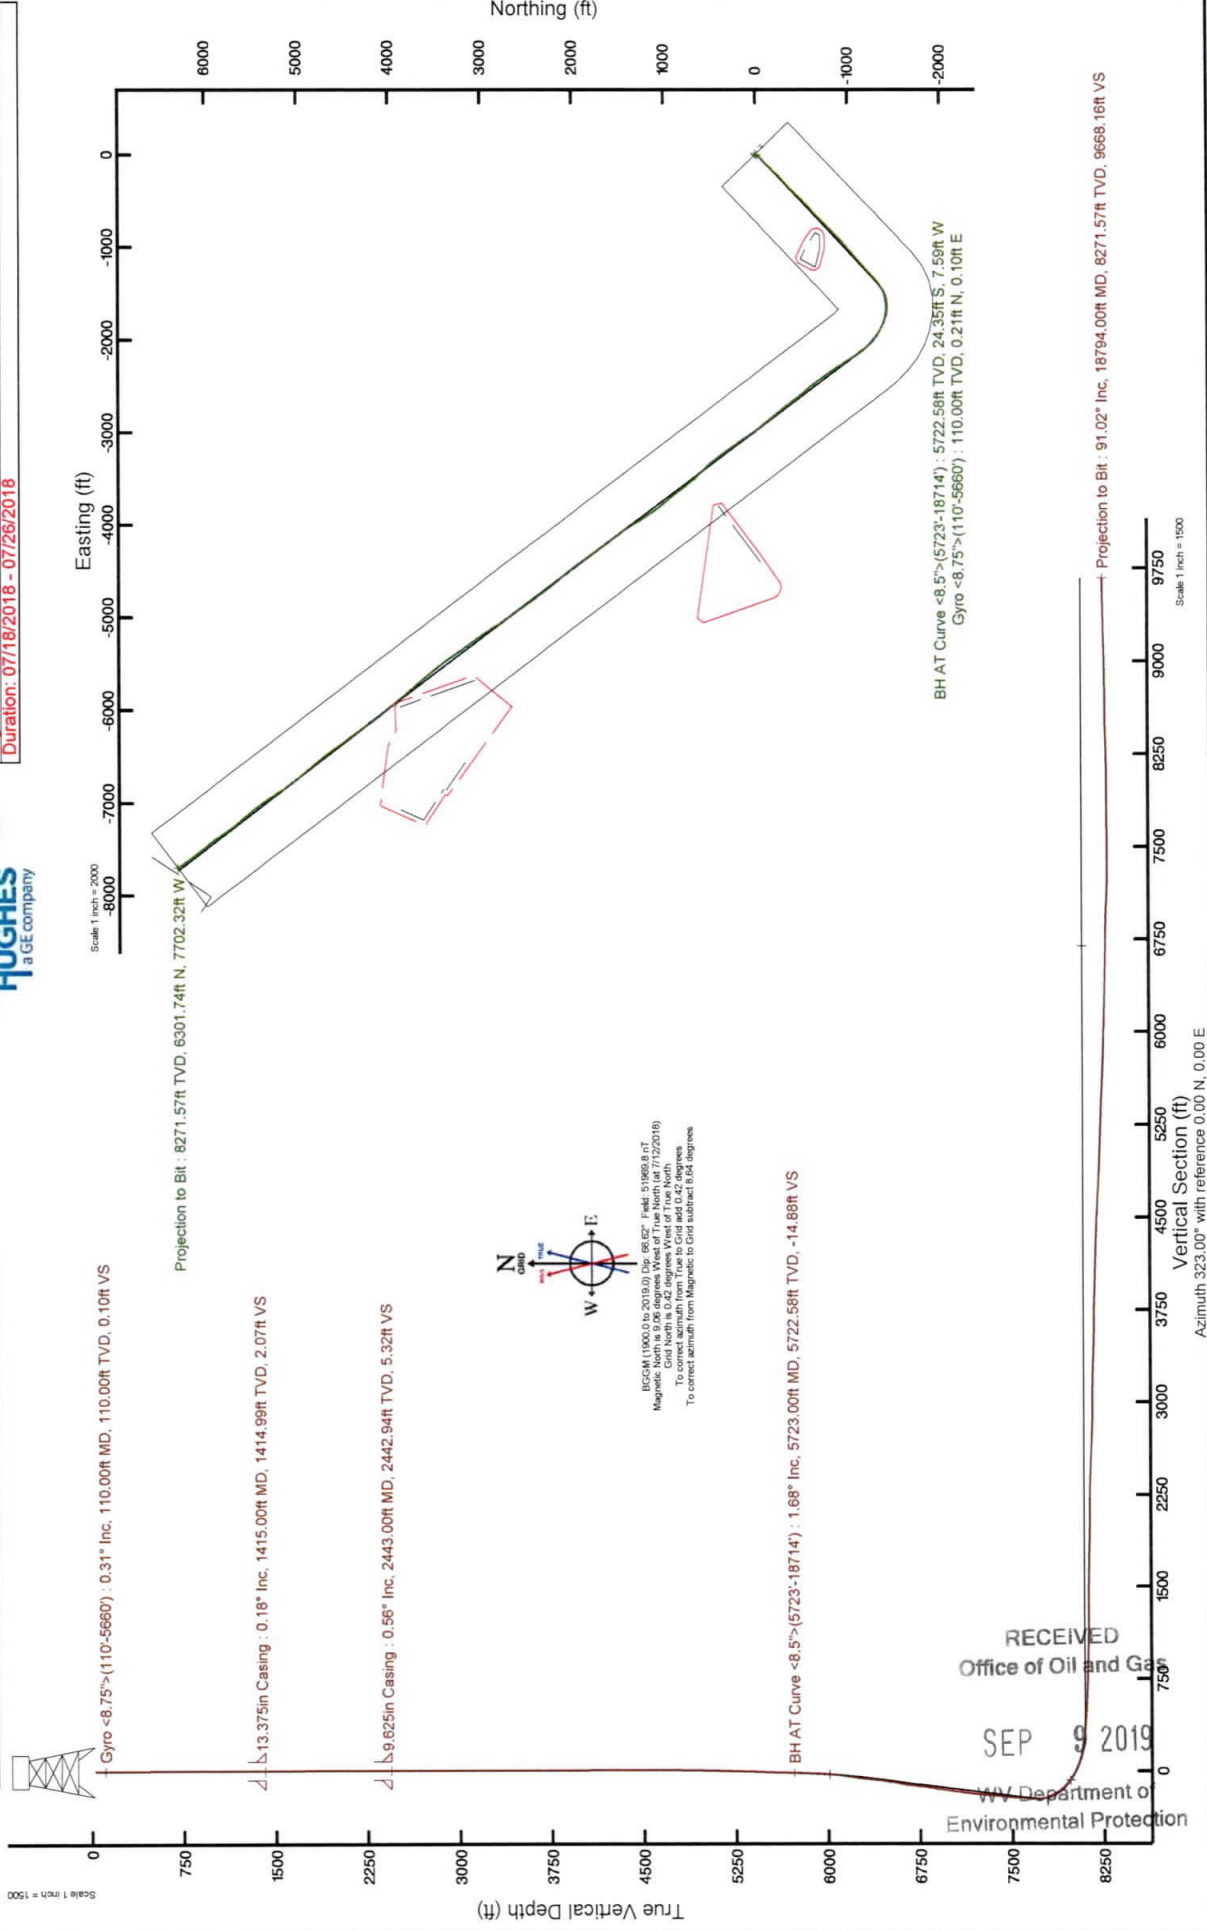 Duration: 07/18/2018 - 07/26/2018
HUGHES
a GE company
Northing (ft)
6000
5000
4000
3000
2000
1000
0
-1000
-2000
Easting (ft)
0
-1000
-2000
-3000
-4000
-5000
-6000
-7000
-8000
Scale 1 inch = 2000
Projection to Bit : 8271.57ft TVD, 6301.74ft N, 7702.32ft W
BH AT Curve <8.5">(5723'-18714') : 5722.58ft TVD, 24.35ft S, 7.59ft W
Gyro <8.75">(110'-5660') : 110.00ft TVD, 0.21ft N, 0.10ft E
N
GRID
TRUE
MAG
W
E
BGGM (1900.0 to 2019.0) Dip: 66.62° Field: 51969.8 nT
Magnetic North is 9.06 degrees West of True North (at 7/12/2018)
Grid North is 0.42 degrees West of True North
To correct azimuth from True to Grid add 0.42 degrees
To correct azimuth from Magnetic to Grid subtract 8.64 degrees
Scale 1 inch = 1500
True Vertical Depth (ft)
0
750
1500
2250
3000
3750
4500
5250
6000
6750
7500
8250
Gyro <8.75">(110'-5660') : 0.31° Inc, 110.00ft MD, 110.00ft TVD, 0.10ft VS
13.375in Casing : 0.18° Inc, 1415.00ft MD, 1414.99ft TVD, 2.07ft VS
9.625in Casing : 0.56° Inc, 2443.00ft MD, 2442.94ft TVD, 5.32ft VS
BH AT Curve <8.5">(5723'-18714') : 1.68° Inc, 5723.00ft MD, 5722.58ft TVD, -14.88ft VS
Projection to Bit : 91.02° Inc, 18794.00ft MD, 8271.57ft TVD, 9668.16ft VS
0
750
1500
2250
3000
3750
4500
5250
6000
6750
7500
8250
9000
9750
Scale 1 inch = 1500
Vertical Section (ft)
Azimuth 323.00° with reference 0.00 N, 0.00 E
RECEIVED
Office of Oil and Gas
SEP 9 2019
WV Department of
Environmental Protection